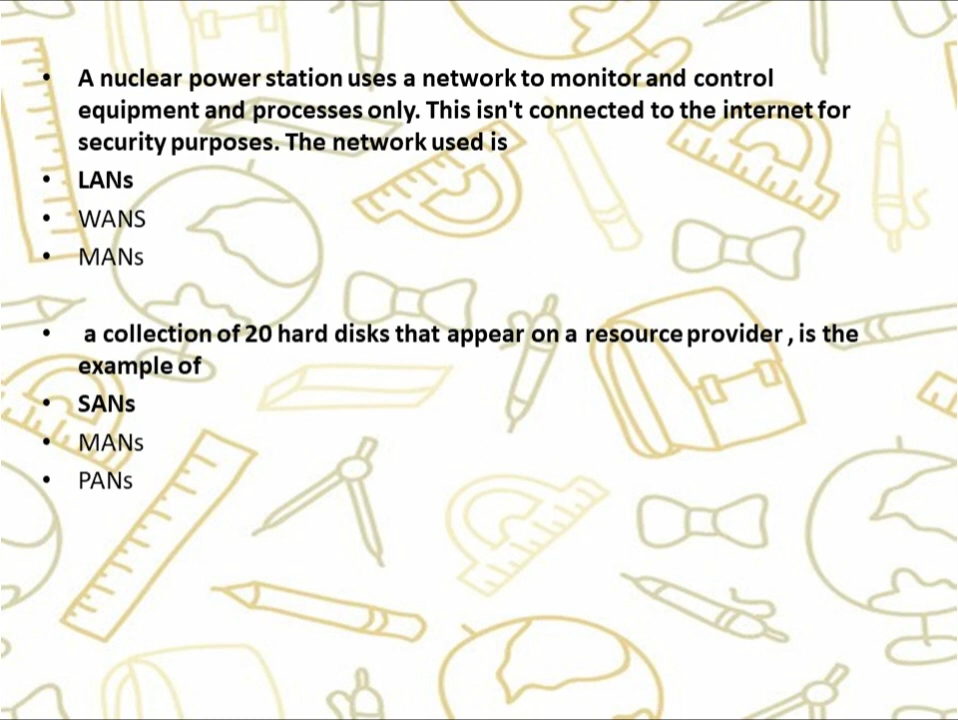 • A nuclear power station uses a network to monitor and control
equipment and processes only. This isn't connected to the internet for
security purposes. The network used is
• LANs
• WANS
• MANs
• a collection of 20 hard disks that appear on a resource provider , is the
example of
• SANs
• MANs
• PANs